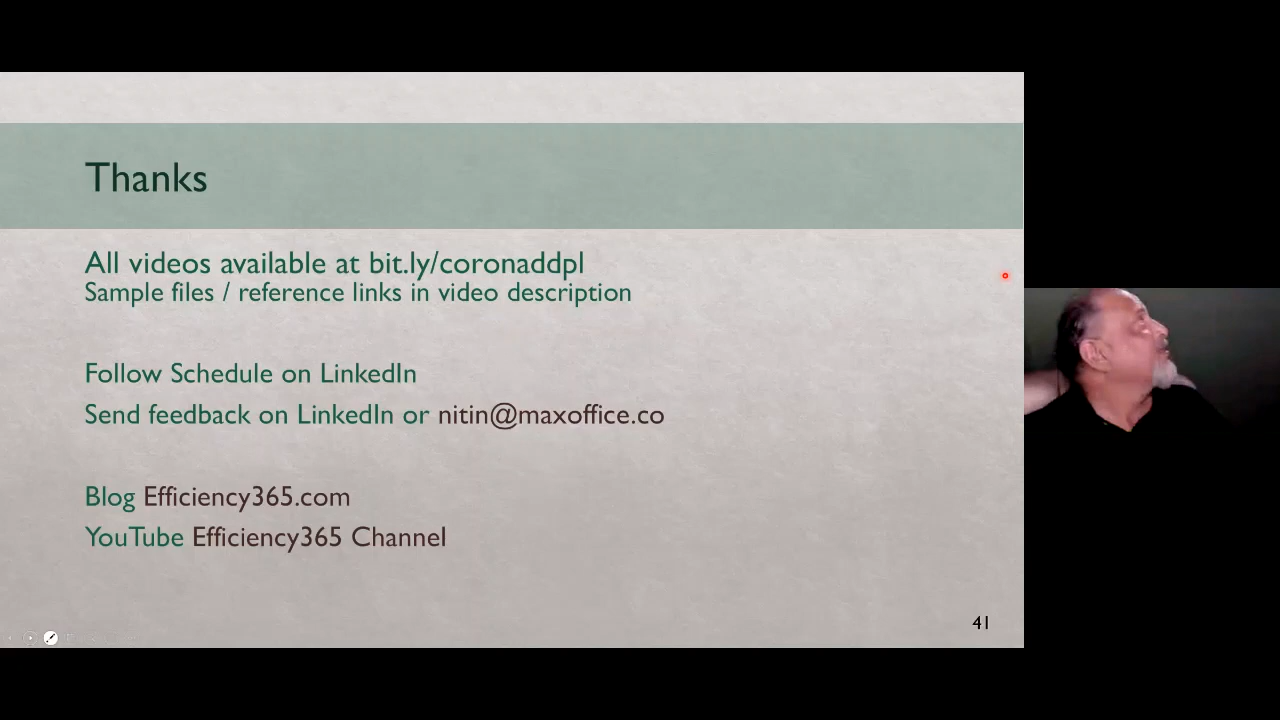 Thanks
All videos available at bit.ly/coronaddpl
Sample files / reference links in video description
Follow Schedule on LinkedIn
Send feedback on LinkedIn or nitin@maxoffice.co
Blog Efficiency365.com
YouTube Efficiency365 Channel
41